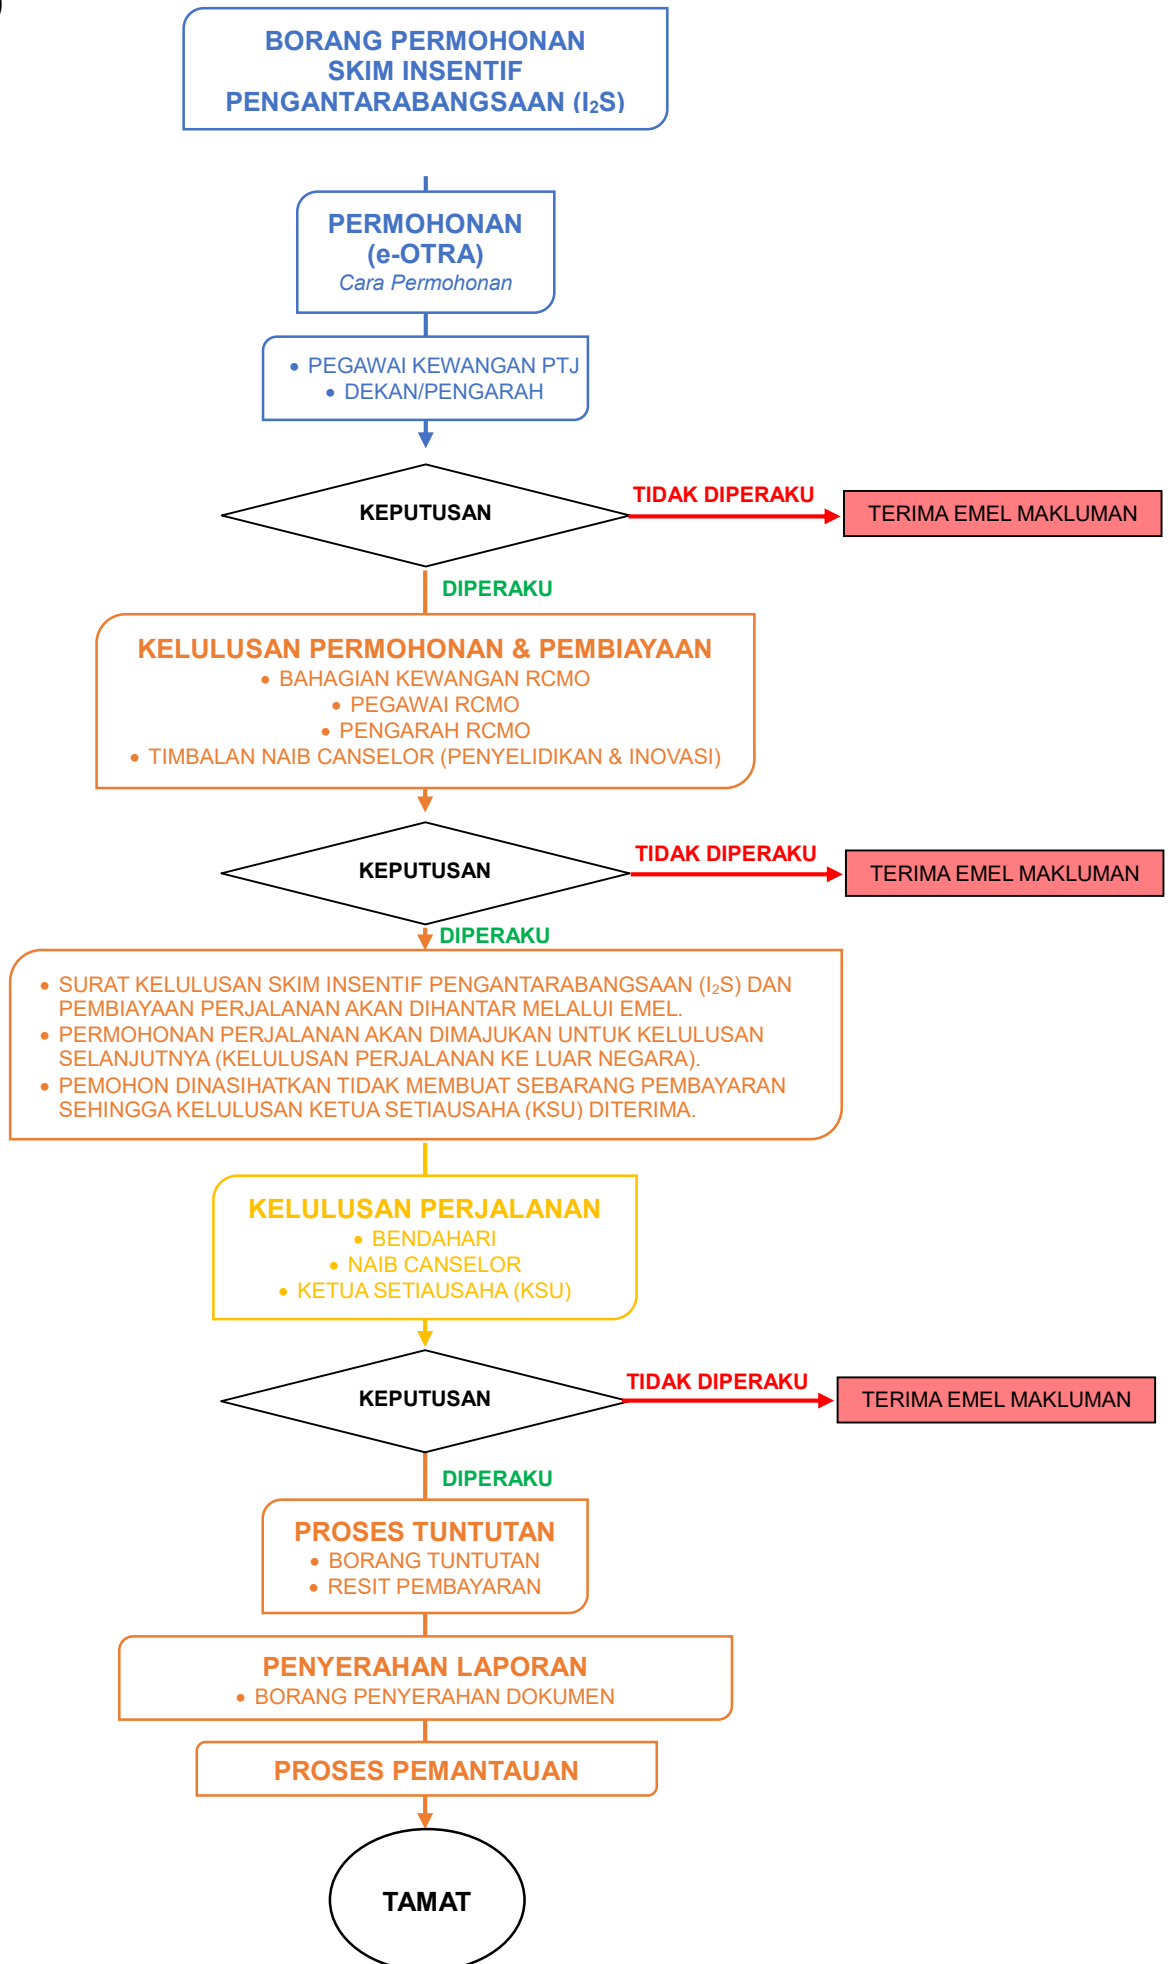 )
BORANG PERMOHONAN
SKIM INSENTIF
PENGANTARABANGSAAN (I₂S)
PERMOHONAN
(e-OTRA)
Cara Permohonan
• PEGAWAI KEWANGAN PTJ
• DEKAN/PENGARAH
KEPUTUSAN
TIDAK DIPERAKU
TERIMA EMEL MAKLUMAN
DIPERAKU
KELULUSAN PERMOHONAN & PEMBIAYAAN
• BAHAGIAN KEWANGAN RCMO
• PEGAWAI RCMO
• PENGARAH RCMO
• TIMBALAN NAIB CANSELOR (PENYELIDIKAN & INOVASI)
KEPUTUSAN
TIDAK DIPERAKU
TERIMA EMEL MAKLUMAN
DIPERAKU
• SURAT KELULUSAN SKIM INSENTIF PENGANTARABANGSAAN (I₂S) DAN
PEMBIAYAAN PERJALANAN AKAN DIHANTAR MELALUI EMEL.
• PERMOHONAN PERJALANAN AKAN DIMAJUKAN UNTUK KELULUSAN
SELANJUTNYA (KELULUSAN PERJALANAN KE LUAR NEGARA).
• PEMOHON DINASIHATKAN TIDAK MEMBUAT SEBARANG PEMBAYARAN
SEHINGGA KELULUSAN KETUA SETIAUSAHA (KSU) DITERIMA.
KELULUSAN PERJALANAN
• BENDAHARI
• NAIB CANSELOR
• KETUA SETIAUSAHA (KSU)
KEPUTUSAN
TIDAK DIPERAKU
TERIMA EMEL MAKLUMAN
DIPERAKU
PROSES TUNTUTAN
• BORANG TUNTUTAN
• RESIT PEMBAYARAN
PENYERAHAN LAPORAN
• BORANG PENYERAHAN DOKUMEN
PROSES PEMANTAUAN
TAMAT